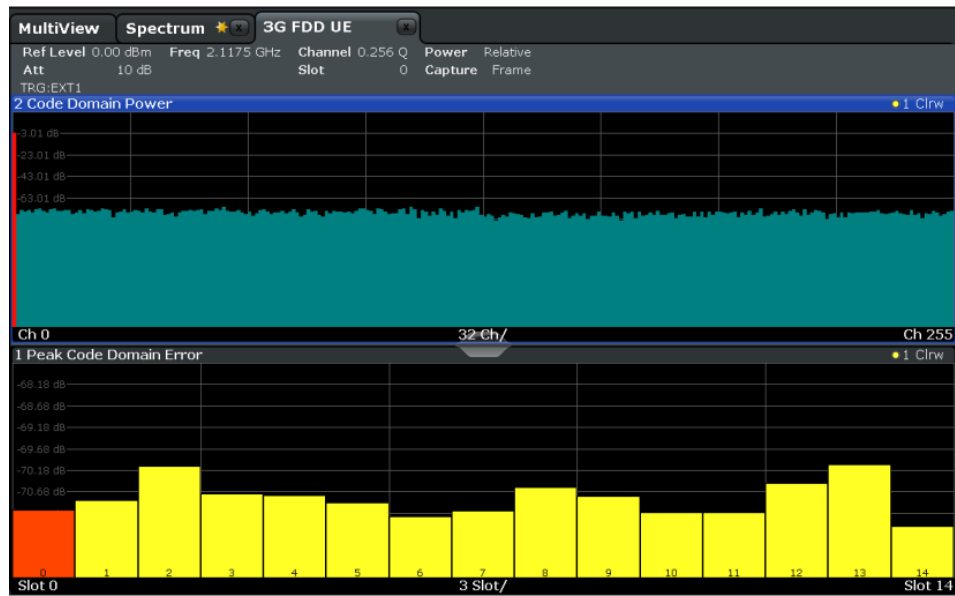 MultiView Spectrum x 3G FDD UE x
Ref Level 0.00 dBm Freq 2.1175 GHz Channel 0.256 Q Power Relative
Att 10 dB Slot 0 Capture Frame
TRG:EXT1
2 Code Domain Power 1 Clrw
-3.01 dB
-23.01 dB
-43.01 dB
-63.01 dB
Ch 0 32 Ch/ Ch 255
1 Peak Code Domain Error 1 Clrw
-68.18 dB
-68.68 dB
-69.18 dB
-69.68 dB
-70.18 dB
-70.68 dB
0 1 2 3 4 5 6 7 8 9 10 11 12 13 14
Slot 0 3 Slot/ Slot 14